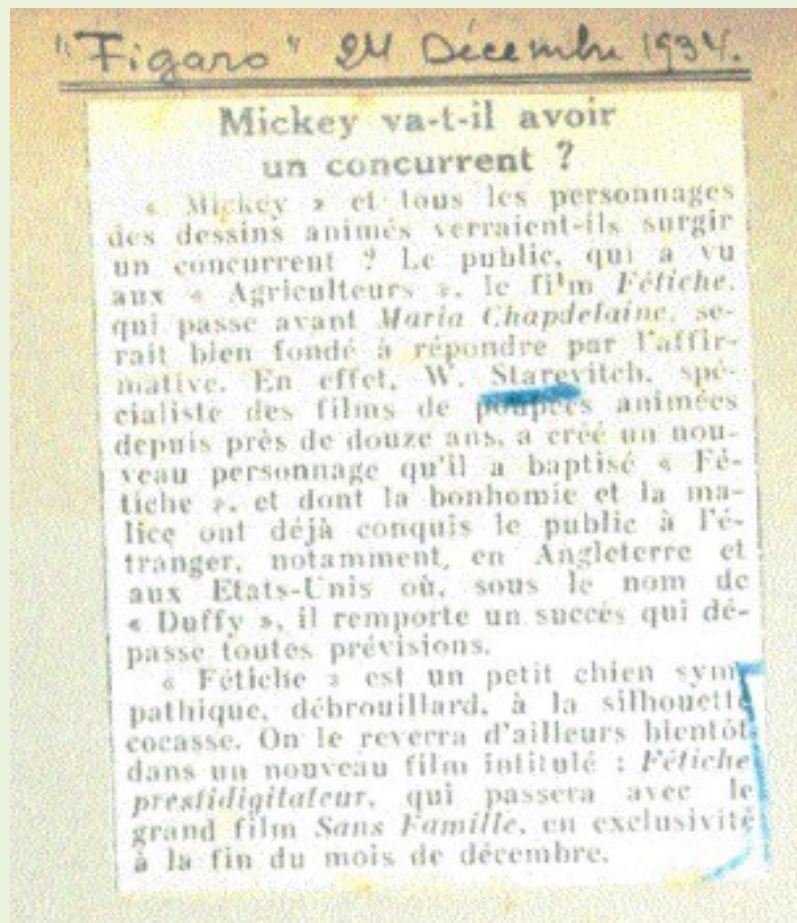 "Figaro" 24 Décembre 1934.
Mickey va-t-il avoir
un concurrent ?
« Mickey » et tous les personnages
des dessins animés verraient-ils surgir
un concurrent ? Le public, qui a vu
aux « Agriculteurs », le film Fétiche,
qui passe avant Maria Chapdelaine, se-
rait bien fondé à répondre par l'affir-
mative. En effet, W. Starevitch, spé-
cialiste des films de poupées animées
depuis près de douze ans, a créé un nou-
veau personnage qu'il a baptisé « Fé-
tiche », et dont la bonhomie et la ma-
lice ont déjà conquis le public à l'é-
tranger, notamment, en Angleterre et
aux Etats-Unis où, sous le nom de
« Duffy », il remporte un succès qui dé-
passe toutes prévisions.
« Fétiche » est un petit chien sym-
pathique, débrouillard, à la silhouette
cocasse. On le reverra d'ailleurs bientôt
dans un nouveau film intitulé : Fétiche
prestidigitateur, qui passera avec le
grand film Sans Famille, en exclusivité
à la fin du mois de décembre.